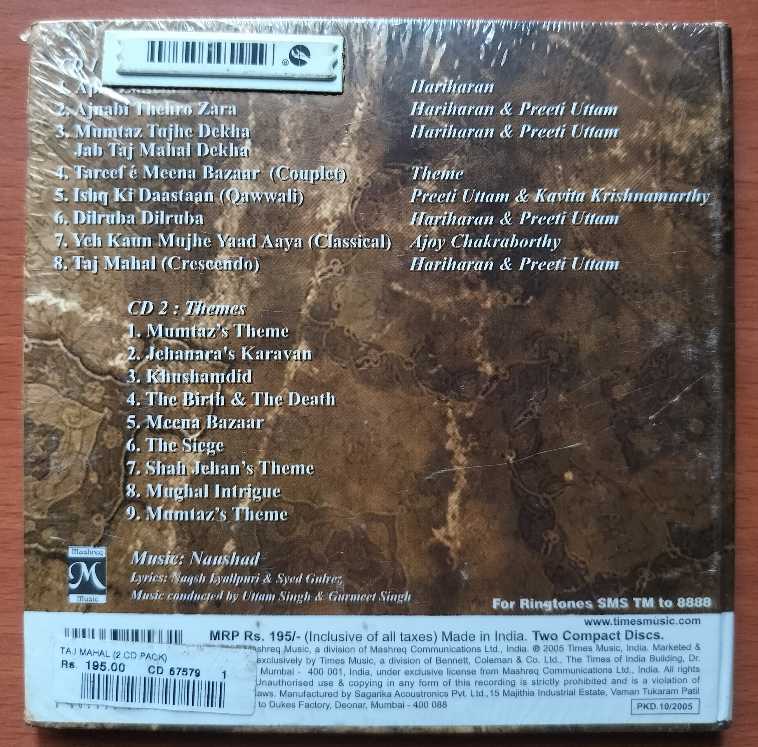 CD 1
1. Hariharan
2. Ajnabi Thehro Zara Hariharan & Preeti Uttam
3. Mumtaz Tujhe Dekha Hariharan & Preeti Uttam
Jab Taj Mahal Dekha
4. Tareef é Meena Bazaar (Couplet) Theme
5. Ishq Ki Daastaan (Qawwali) Preeti Uttam & Kavita Krishnamurthy
6. Dilruba Dilruba Hariharan & Preeti Uttam
7. Yeh Kaun Mujhe Yaad Aaya (Classical) Ajoy Chakraborthy
8. Taj Mahal (Crescendo) Hariharan & Preeti Uttam
CD 2 : Themes
1. Mumtaz's Theme
2. Jehanara's Karavan
3. Khushamdid
4. The Birth & The Death
5. Meena Bazaar
6. The Siege
7. Shah Jehan's Theme
8. Mughal Intrigue
9. Mumtaz's Theme
Mashreq
M
Music
Music: Naushad
Lyrics: Naqsh Lyallpuri & Syed Gulrez
Music conducted by Uttam Singh & Gurmeet Singh
For Ringtones SMS TM to 8888
www.timesmusic.com
MRP Rs. 195/- (Inclusive of all taxes) Made in India. Two Compact Discs.
Mashreq Music, a division of Mashreq Communications Ltd., India. ℗ 2005 Times Music, India. Marketed &
exclusively by Times Music, a division of Bennett, Coleman & Co. Ltd., The Times of India Building, Dr.
Mumbai - 400 001, India, under exclusive license from Mashreq Communications Ltd., India.
Unauthorised use & copying in any form of this recording is strictly prohibited and is a violation of
laws. Manufactured by Sagarika Acoustronics Pvt. Ltd., 15 Majithia Industrial Estate, Vaman Tukaram Patil
to Dukes Factory, Deonar, Mumbai - 400 088
PKD.10/2005
TAJ MAHAL (2 CD PACK)
Rs. 195.00 CD 57579 1